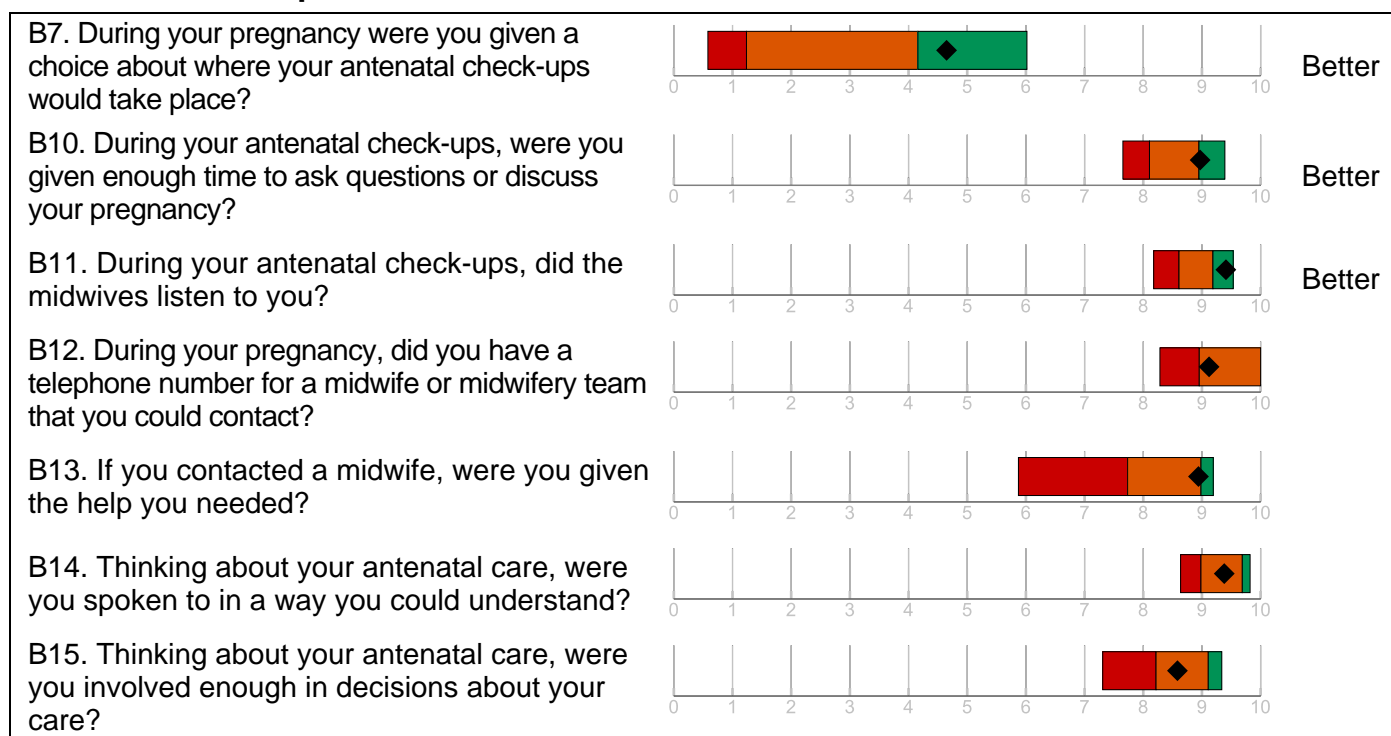 B7. During your pregnancy were you given a
choice about where your antenatal check-ups
would take place?
0 1 2 3 4 5 6 7 8 9 10
Better
B10. During your antenatal check-ups, were you
given enough time to ask questions or discuss
your pregnancy?
0 1 2 3 4 5 6 7 8 9 10
Better
B11. During your antenatal check-ups, did the
midwives listen to you?
0 1 2 3 4 5 6 7 8 9 10
Better
B12. During your pregnancy, did you have a
telephone number for a midwife or midwifery team
that you could contact?
0 1 2 3 4 5 6 7 8 9 10
B13. If you contacted a midwife, were you given
the help you needed?
0 1 2 3 4 5 6 7 8 9 10
B14. Thinking about your antenatal care, were
you spoken to in a way you could understand?
0 1 2 3 4 5 6 7 8 9 10
B15. Thinking about your antenatal care, were
you involved enough in decisions about your
care?
0 1 2 3 4 5 6 7 8 9 10